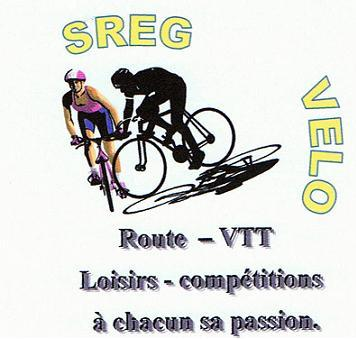 SREG
VELO
Route – VTT
Loisirs - compétitions
à chacun sa passion.